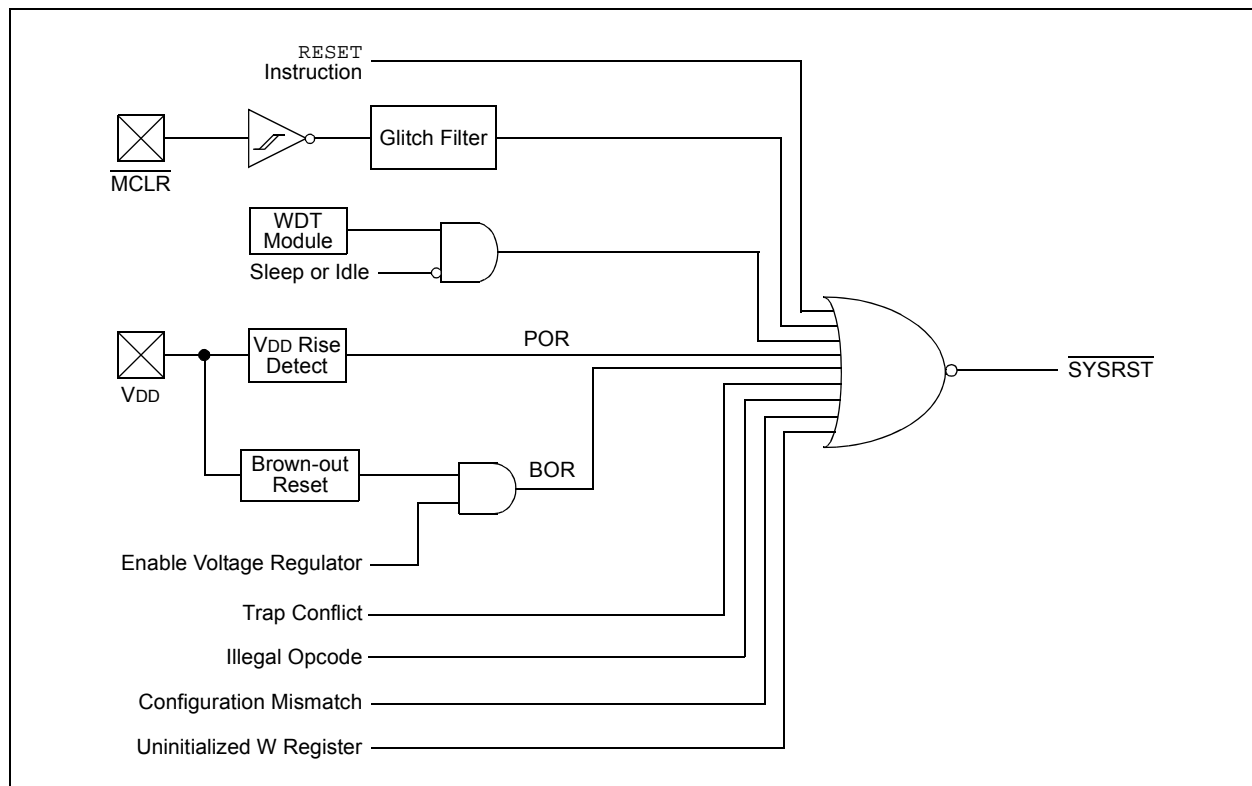 RESET
Instruction
Glitch Filter
MCLR
WDT
Module
Sleep or Idle
VDD
VDD Rise
Detect
POR
SYSRST
Brown-out
Reset
BOR
Enable Voltage Regulator
Trap Conflict
Illegal Opcode
Configuration Mismatch
Uninitialized W Register